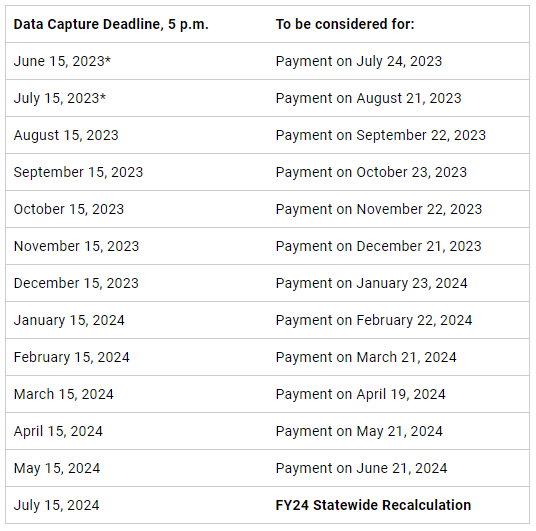 Data Capture Deadline, 5 p.m. To be considered for:
June 15, 2023* Payment on July 24, 2023
July 15, 2023* Payment on August 21, 2023
August 15, 2023 Payment on September 22, 2023
September 15, 2023 Payment on October 23, 2023
October 15, 2023 Payment on November 22, 2023
November 15, 2023 Payment on December 21, 2023
December 15, 2023 Payment on January 23, 2024
January 15, 2024 Payment on February 22, 2024
February 15, 2024 Payment on March 21, 2024
March 15, 2024 Payment on April 19, 2024
April 15, 2024 Payment on May 21, 2024
May 15, 2024 Payment on June 21, 2024
July 15, 2024 FY24 Statewide Recalculation